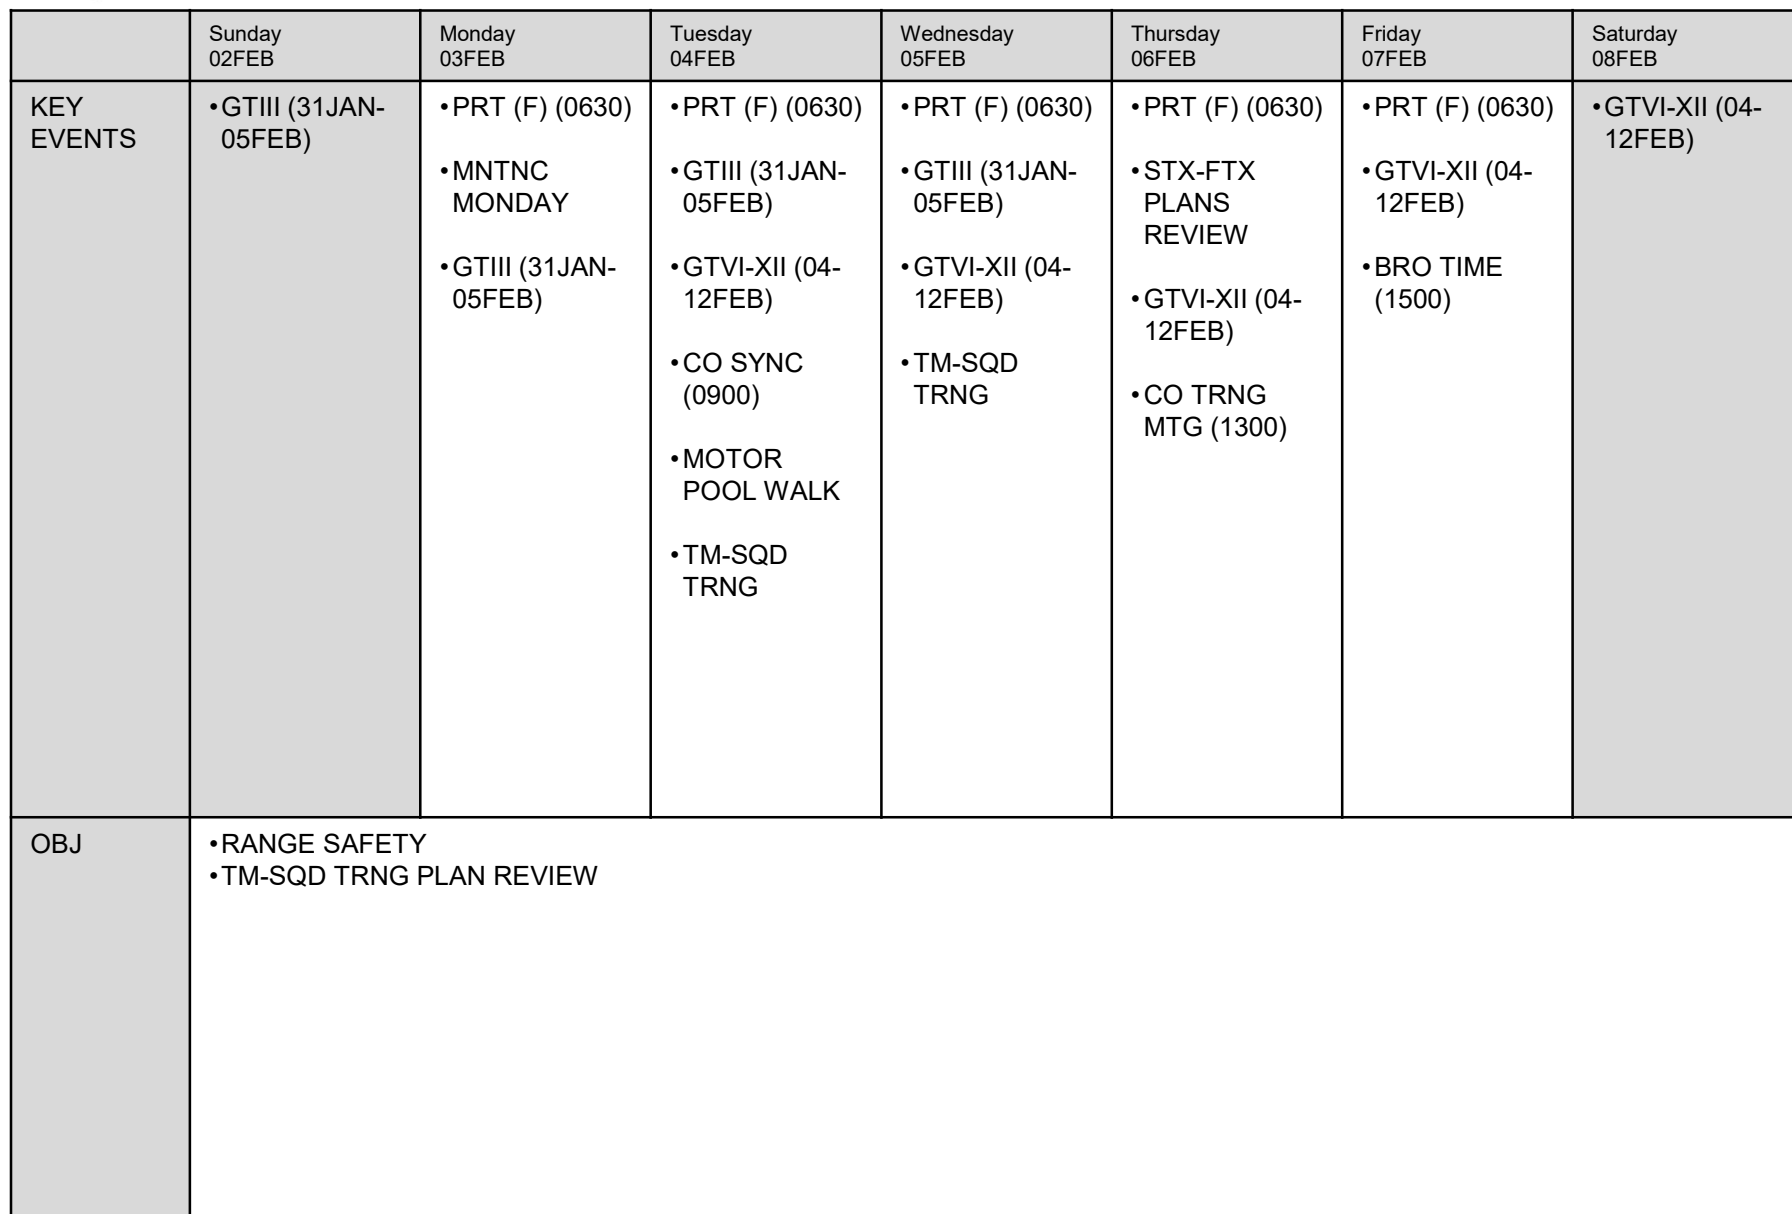 Sunday
02FEB
Monday
03FEB
Tuesday
04FEB
Wednesday
05FEB
Thursday
06FEB
Friday
07FEB
Saturday
08FEB
KEY
EVENTS
•GTIII (31JAN-
05FEB)
•PRT (F) (0630)
•MNTNC
MONDAY
•GTIII (31JAN-
05FEB)
•PRT (F) (0630)
•GTIII (31JAN-
05FEB)
•GTVI-XII (04-
12FEB)
•CO SYNC
(0900)
•MOTOR
POOL WALK
•TM-SQD
TRNG
•PRT (F) (0630)
•GTIII (31JAN-
05FEB)
•GTVI-XII (04-
12FEB)
•TM-SQD
TRNG
•PRT (F) (0630)
•STX-FTX
PLANS
REVIEW
•GTVI-XII (04-
12FEB)
•CO TRNG
MTG (1300)
•PRT (F) (0630)
•GTVI-XII (04-
12FEB)
•BRO TIME
(1500)
•GTVI-XII (04-
12FEB)
OBJ
•RANGE SAFETY
•TM-SQD TRNG PLAN REVIEW